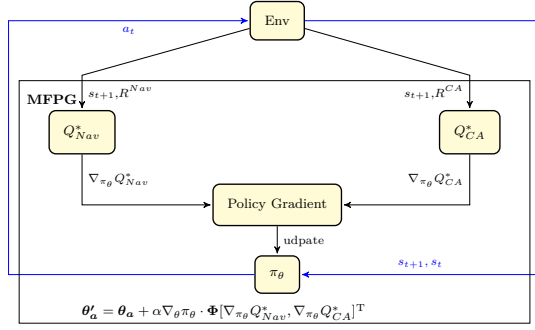 Env
a_t
s_{t+1}, R^{Nav}
s_{t+1}, R^{CA}
MFPG
Q^*_{Nav}
Q^*_{CA}
∇_{π_θ} Q^*_{Nav}
∇_{π_θ} Q^*_{CA}
Policy Gradient
udpate
s_{t+1}, s_t
π_θ
θ'_a = θ_a + α∇_θ π_θ · Φ[∇_{π_θ} Q^*_{Nav}, ∇_{π_θ} Q^*_{CA}]^T